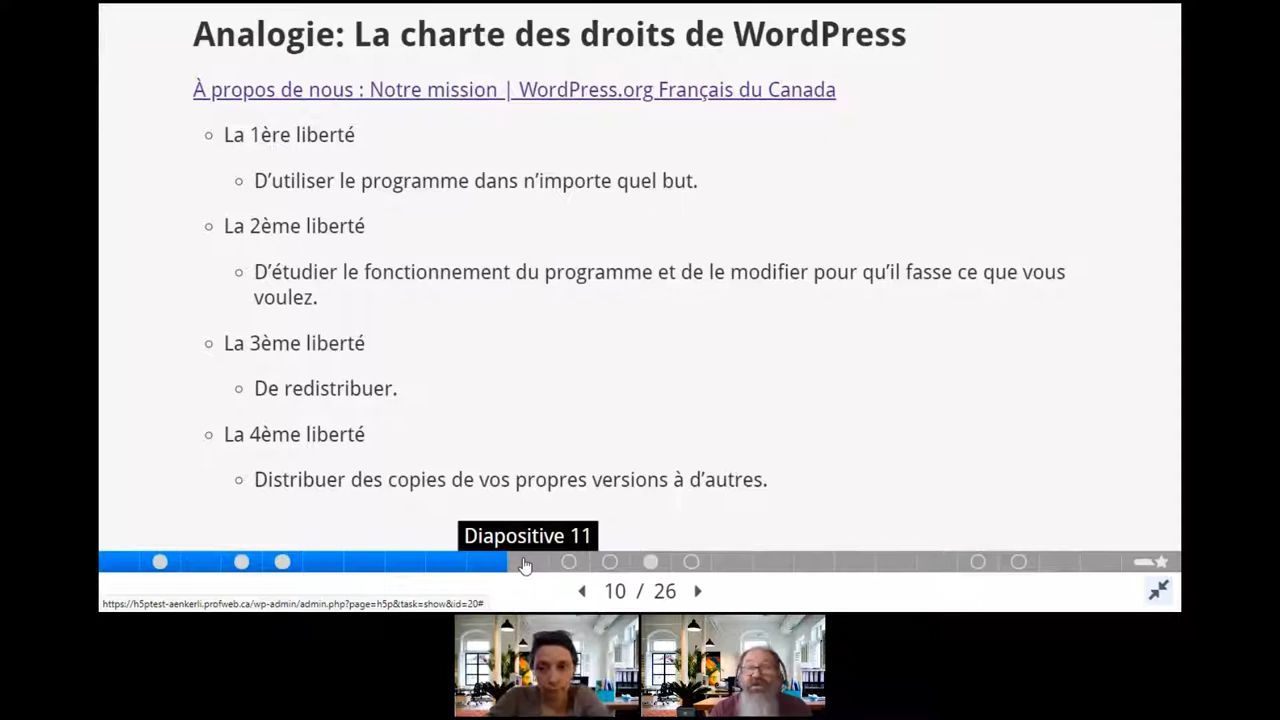 Analogie: La charte des droits de WordPress
À propos de nous : Notre mission | WordPress.org Français du Canada
La 1ère liberté
D’utiliser le programme dans n’importe quel but.
La 2ème liberté
D’étudier le fonctionnement du programme et de le modifier pour qu’il fasse ce que vous
voulez.
La 3ème liberté
De redistribuer.
La 4ème liberté
Distribuer des copies de vos propres versions à d’autres.
Diapositive 11
10 / 26
https://h5ptest-aenkerli.profweb.ca/wp-admin/admin.php?page=h5p&task=show&id=20#